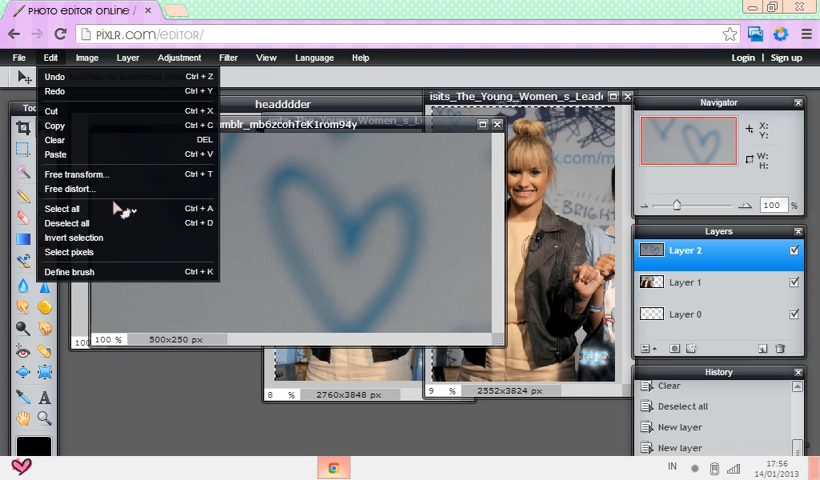 PHOTO EDITOR ONLINE /
PIXLR.COM/EDITOR/
File Edit Image Layer Adjustment Filter View Language Help Login | Sign up
Undo Ctrl + Z
Redo Ctrl + Y
Cut Ctrl + X
Copy Ctrl + C
Clear DEL
Paste Ctrl + V
Free transform... Ctrl + T
Free distort...
Select all Ctrl + A
Deselect all Ctrl + D
Invert selection
Select pixels
Define brush Ctrl + K
headddder
isits_The_Young_Women_s_Leade
umblr_mb6zcohTeK1rom94y
100 % 500x250 px
8 % 2760x3848 px
9 % 2552x3824 px
BRIGHT
Navigator
X:
Y:
W:
H:
100 %
Layers
Layer 2
Layer 1
Layer 0
History
Clear
Deselect all
New layer
New layer
IN
17:56
14/01/2013